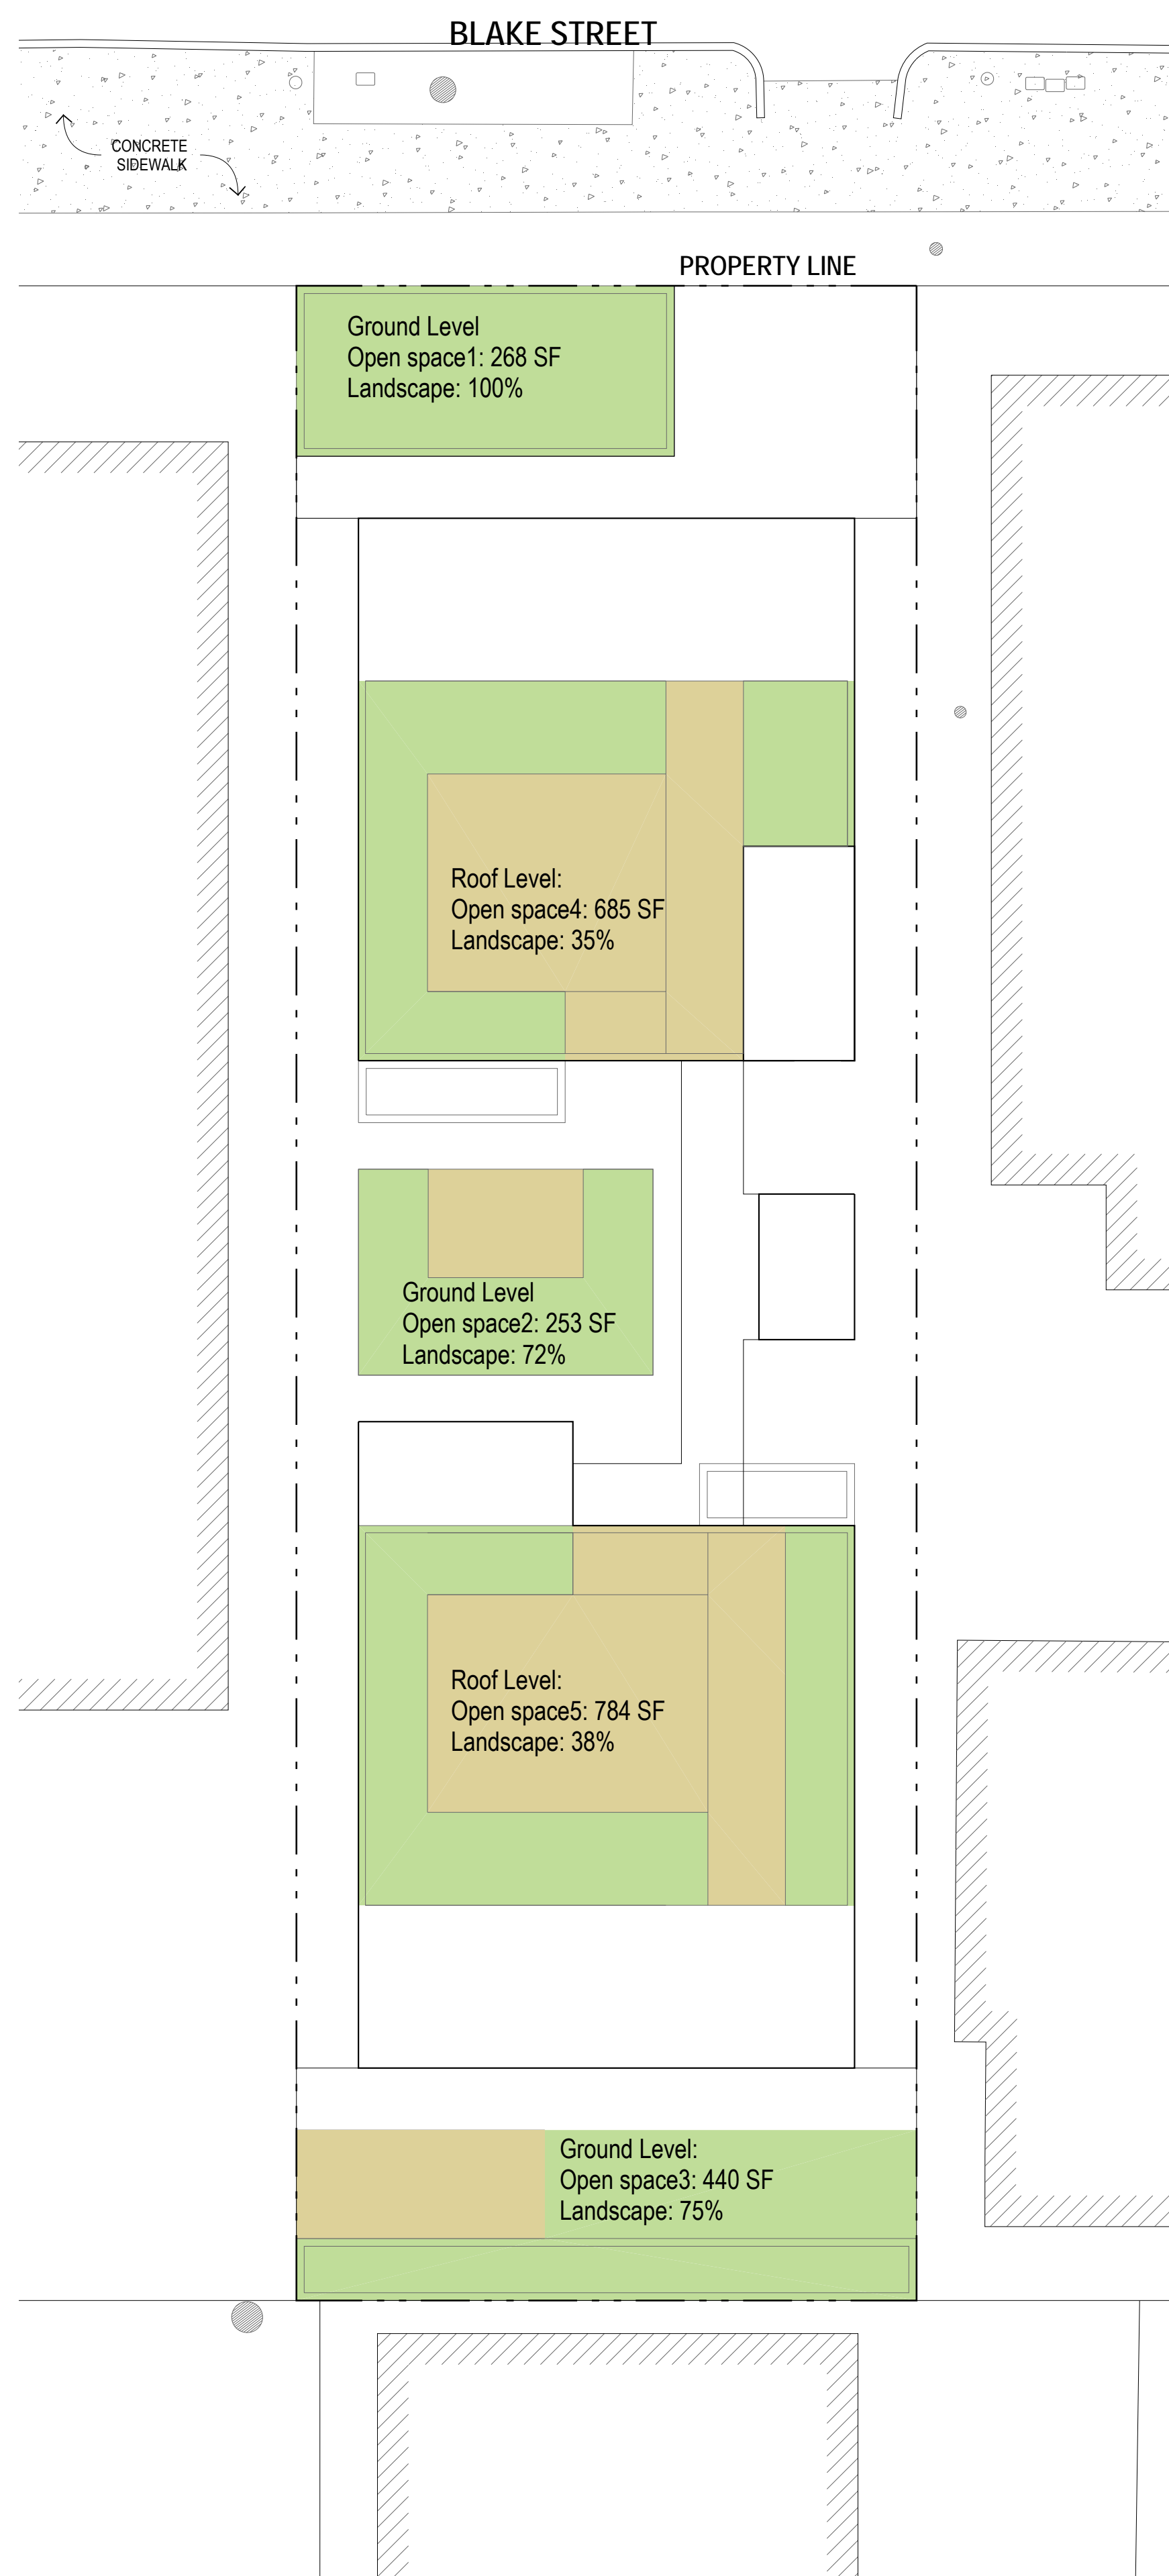 BLAKE STREET
CONCRETE
SIDEWALK
PROPERTY LINE
Ground Level
Open space1: 268 SF
Landscape: 100%
Roof Level:
Open space4: 685 SF
Landscape: 35%
Ground Level
Open space2: 253 SF
Landscape: 72%
Roof Level:
Open space5: 784 SF
Landscape: 38%
Ground Level:
Open space3: 440 SF
Landscape: 75%